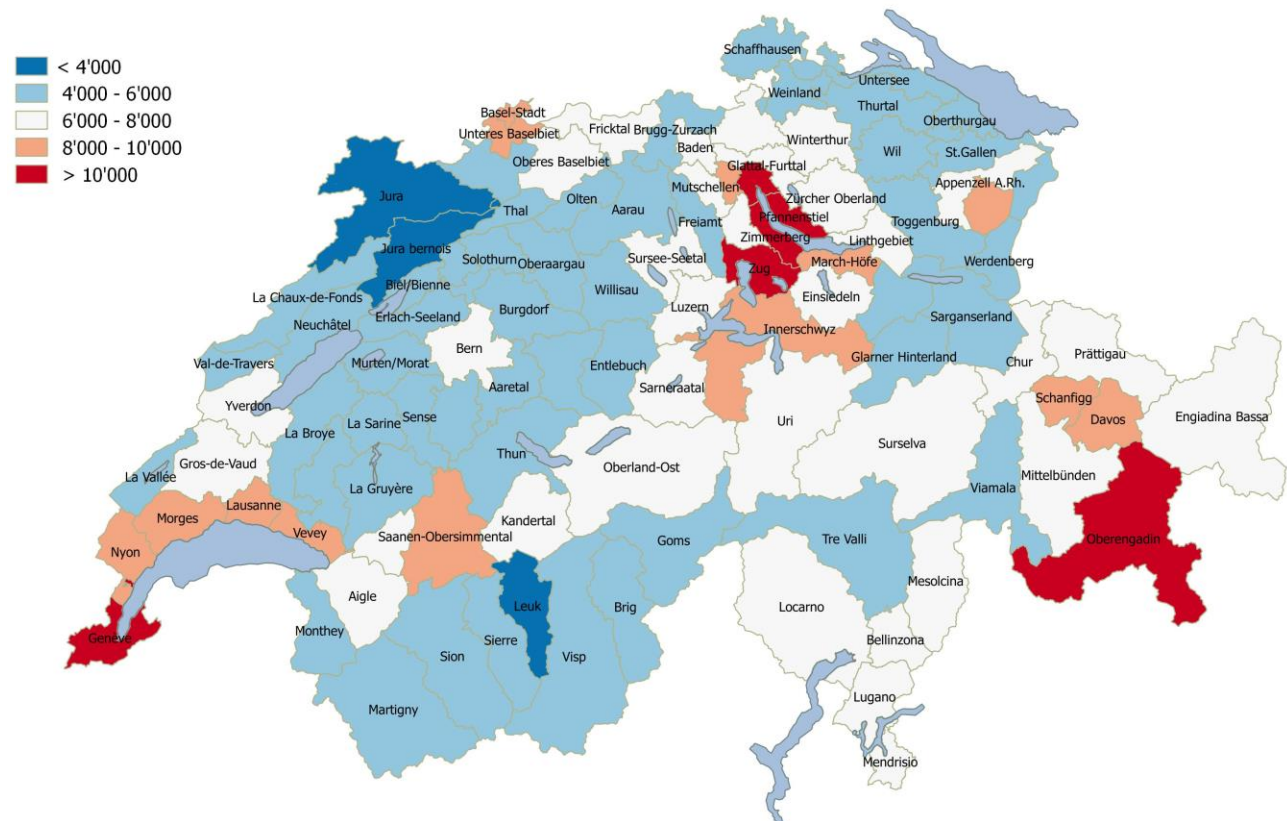 < 4'000
4'000 - 6'000
6'000 - 8'000
8'000 - 10'000
> 10'000
Schaffhausen
Untersee
Weinland
Thurtal
Oberthurgau
Basel-Stadt
Unteres Baselbiet
Fricktal
Brugg-Zurzach
Winterthur
Baden
Wil
St.Gallen
Oberes Baselbiet
Glattal-Furttal
Appenzell A.Rh.
Mutschellen
Jura
Olten
Zürcher Oberland
Thal
Aarau
Freiamt
Pfannenstiel
Toggenburg
Zimmerberg
Linthgebiet
Jura bernois
Solothurn
Oberaargau
Sursee-Seetal
Zug
March-Höfe
Werdenberg
Biel/Bienne
Willisau
Einsiedeln
La Chaux-de-Fonds
Erlach-Seeland
Burgdorf
Luzern
Sarganserland
Neuchâtel
Innerschwyz
Bern
Glarner Hinterland
Val-de-Travers
Murten/Morat
Entlebuch
Prättigau
Chur
Aaretal
Sarneraatal
Schanfigg
Yverdon
La Sarine
Sense
Uri
Davos
Engiadina Bassa
La Broye
Surselva
Thun
Gros-de-Vaud
Oberland-Ost
Mittelbünden
La Vallée
La Gruyère
Viamala
Lausanne
Morges
Kandertal
Vevey
Saanen-Obersimmental
Goms
Tre Valli
Oberengadin
Nyon
Mesolcina
Aigle
Leuk
Brig
Locarno
Genève
Monthey
Sierre
Bellinzona
Sion
Visp
Lugano
Martigny
Mendrisio